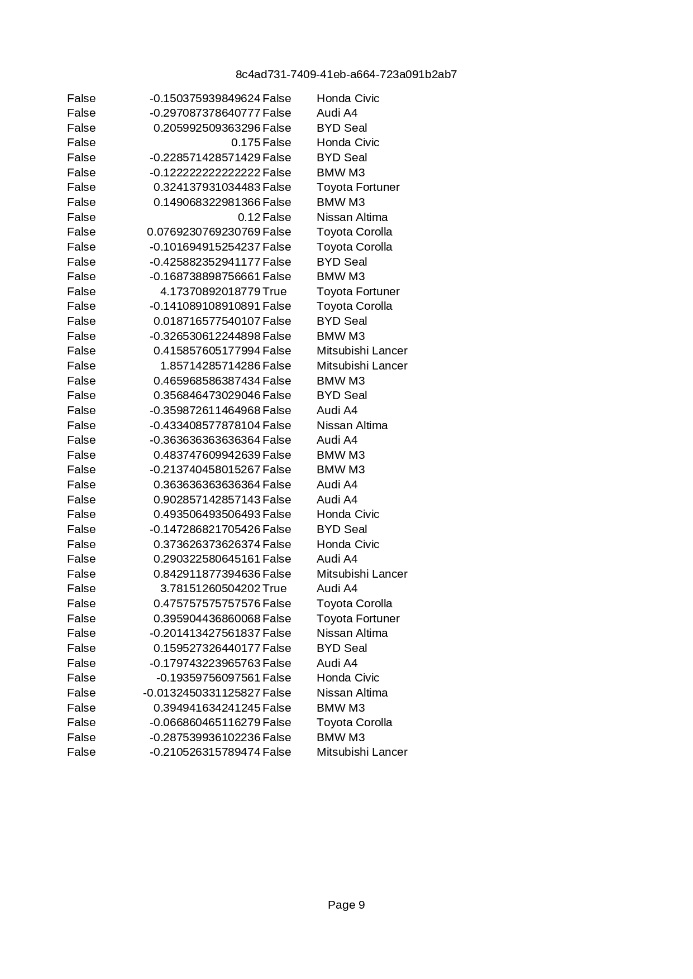 8c4ad731-7409-41eb-a664-723a091b2ab7
False -0.150375939849624 False Honda Civic
False -0.297087378640777 False Audi A4
False 0.205992509363296 False BYD Seal
False 0.175 False Honda Civic
False -0.228571428571429 False BYD Seal
False -0.122222222222222 False BMW M3
False 0.324137931034483 False Toyota Fortuner
False 0.149068322981366 False BMW M3
False 0.12 False Nissan Altima
False 0.0769230769230769 False Toyota Corolla
False -0.101694915254237 False Toyota Corolla
False -0.425882352941177 False BYD Seal
False -0.168738898756661 False BMW M3
False 4.17370892018779 True Toyota Fortuner
False -0.141089108910891 False Toyota Corolla
False 0.018716577540107 False BYD Seal
False -0.326530612244898 False BMW M3
False 0.415857605177994 False Mitsubishi Lancer
False 1.85714285714286 False Mitsubishi Lancer
False 0.465968586387434 False BMW M3
False 0.356846473029046 False BYD Seal
False -0.359872611464968 False Audi A4
False -0.433408577878104 False Nissan Altima
False -0.363636363636364 False Audi A4
False 0.483747609942639 False BMW M3
False -0.213740458015267 False BMW M3
False 0.363636363636364 False Audi A4
False 0.902857142857143 False Audi A4
False 0.493506493506493 False Honda Civic
False -0.147286821705426 False BYD Seal
False 0.373626373626374 False Honda Civic
False 0.290322580645161 False Audi A4
False 0.842911877394636 False Mitsubishi Lancer
False 3.78151260504202 True Audi A4
False 0.475757575757576 False Toyota Corolla
False 0.395904436860068 False Toyota Fortuner
False -0.201413427561837 False Nissan Altima
False 0.159527326440177 False BYD Seal
False -0.179743223965763 False Audi A4
False -0.19359756097561 False Honda Civic
False -0.0132450331125827 False Nissan Altima
False 0.394941634241245 False BMW M3
False -0.066860465116279 False Toyota Corolla
False -0.287539936102236 False BMW M3
False -0.210526315789474 False Mitsubishi Lancer
Page 9